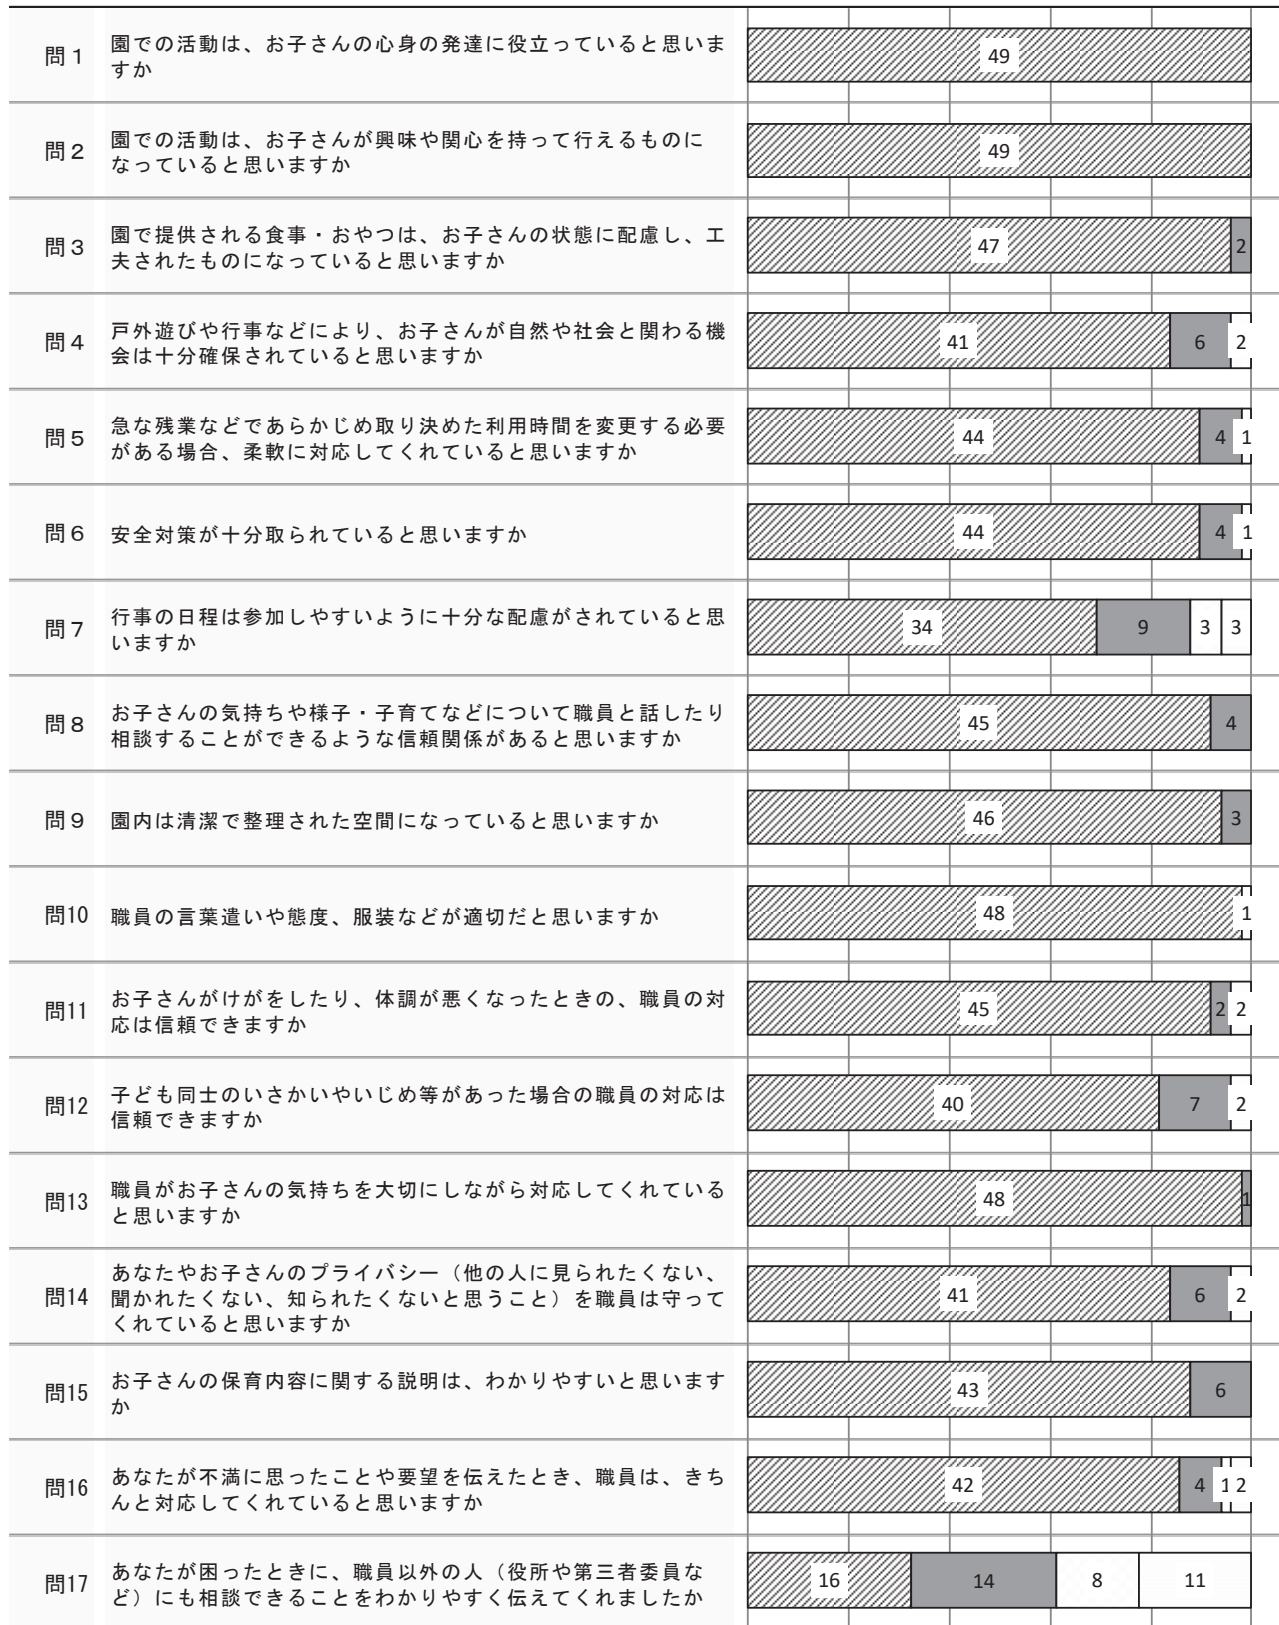 問１
園での活動は、お子さんの心身の発達に役立っていると思いま
すか
49
問２
園での活動は、お子さんが興味や関心を持って行えるものに
なっていると思いますか
49
問３
園で提供される食事・おやつは、お子さんの状態に配慮し、工
夫されたものになっていると思いますか
47 2
問４
戸外遊びや行事などにより、お子さんが自然や社会と関わる機
会は十分確保されていると思いますか
41 6 2
問５
急な残業などであらかじめ取り決めた利用時間を変更する必要
がある場合、柔軟に対応してくれていると思いますか
44 4 1
問６
安全対策が十分取られていると思いますか
44 4 1
問７
行事の日程は参加しやすいように十分な配慮がされていると思
いますか
34 9 3 3
問８
お子さんの気持ちや様子・子育てなどについて職員と話したり
相談することができるような信頼関係があると思いますか
45 4
問９
園内は清潔で整理された空間になっていると思いますか
46 3
問10
職員の言葉遣いや態度、服装などが適切だと思いますか
48 1
問11
お子さんがけがをしたり、体調が悪くなったときの、職員の対
応は信頼できますか
45 2 2
問12
子ども同士のいさかいやいじめ等があった場合の職員の対応は
信頼できますか
40 7 2
問13
職員がお子さんの気持ちを大切にしながら対応してくれている
と思いますか
48 1
問14
あなたやお子さんのプライバシー（他の人に見られたくない、
聞かれたくない、知られたくないと思うこと）を職員は守って
くれていると思いますか
41 6 2
問15
お子さんの保育内容に関する説明は、わかりやすいと思います
か
43 6
問16
あなたが不満に思ったことや要望を伝えたとき、職員は、きち
んと対応してくれていると思いますか
42 4 1 2
問17
あなたが困ったときに、職員以外の人（役所や第三者委員な
ど）にも相談できることをわかりやすく伝えてくれましたか
16 14 8 11